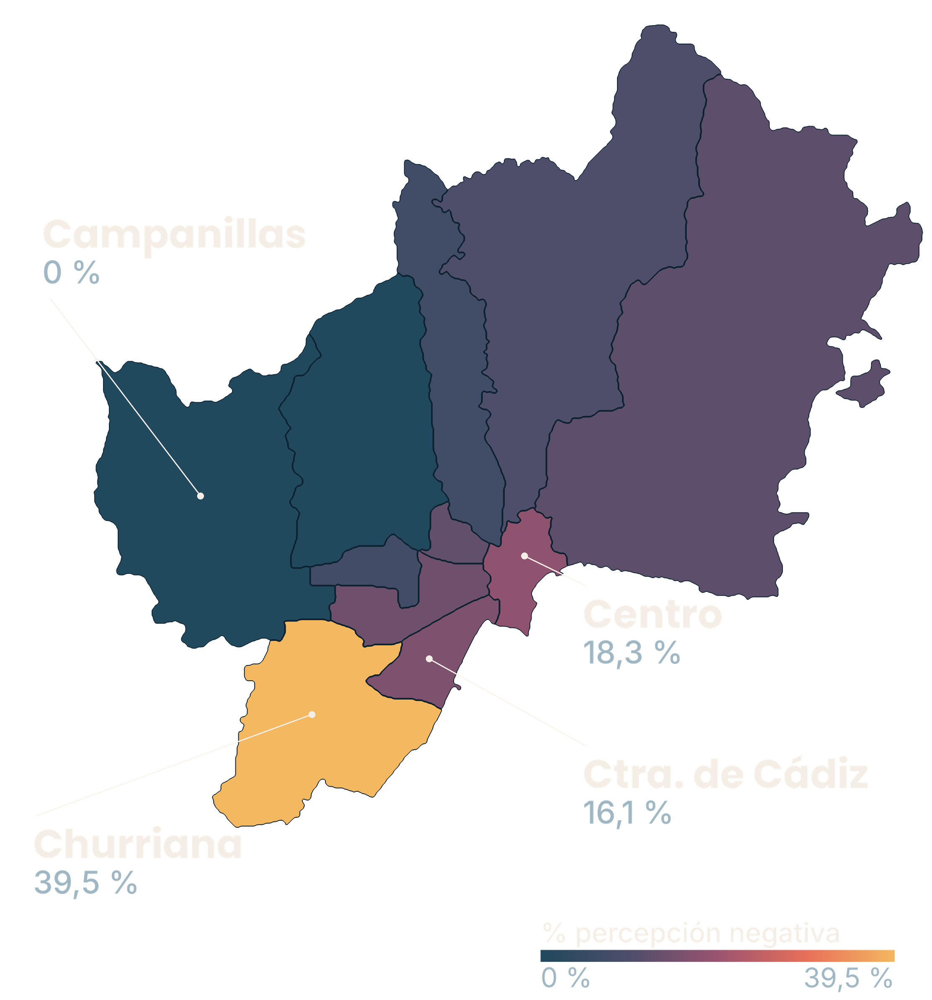 Campanillas
0 %
Centro
18,3 %
Ctra. de Cádiz
16,1 %
Churriana
39,5 %
% percepción negativa
0 %
39,5 %